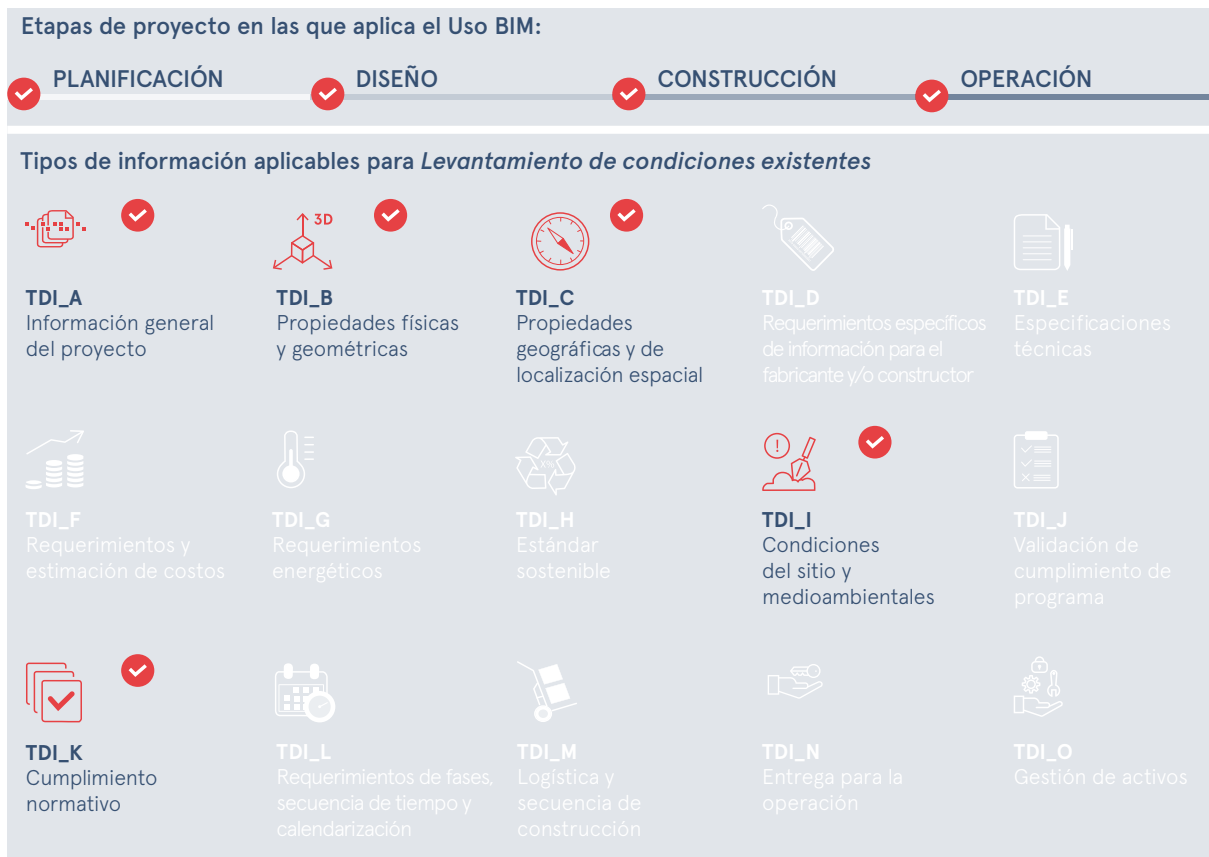 Etapas de proyecto en las que aplica el Uso BIM:
PLANIFICACIÓN
DISEÑO
CONSTRUCCIÓN
OPERACIÓN
Tipos de información aplicables para Levantamiento de condiciones existentes
3D
TDI_A
Información general
del proyecto
TDI_B
Propiedades físicas
y geométricas
TDI_C
Propiedades
geográficas y de
localización espacial
TDI_D
Requerimientos específicos
de información para el
fabricante y/o constructor
TDI_E
Especificaciones
técnicas
TDI_F
Requerimientos y
estimación de costos
TDI_G
Requerimientos
energéticos
X%
TDI_H
Estándar
sostenible
TDI_I
Condiciones
del sitio y
medioambientales
TDI_J
Validación de
cumplimiento de
programa
TDI_K
Cumplimiento
normativo
TDI_L
Requerimientos de fases,
secuencia de tiempo y
calendarización
TDI_M
Logística y
secuencia de
construcción
TDI_N
Entrega para la
operación
TDI_O
Gestión de activos